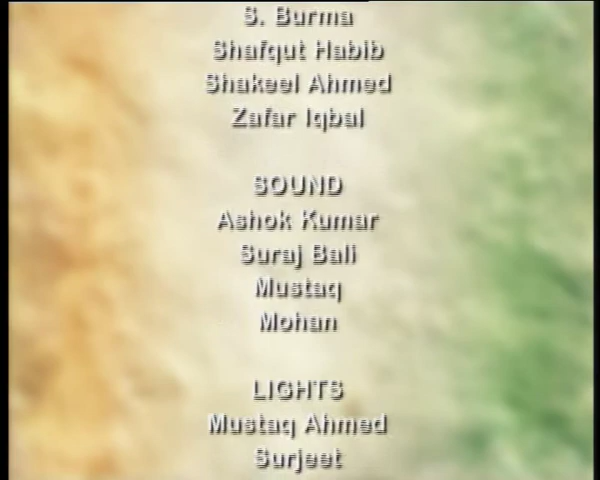 S. Burma
Shafqut Habib
Shakeel Ahmed
Zafar Iqbal
SOUND
Ashok Kumar
Suraj Bali
Mustaq
Mohan
LIGHTS
Mustaq Ahmed
Surjeet